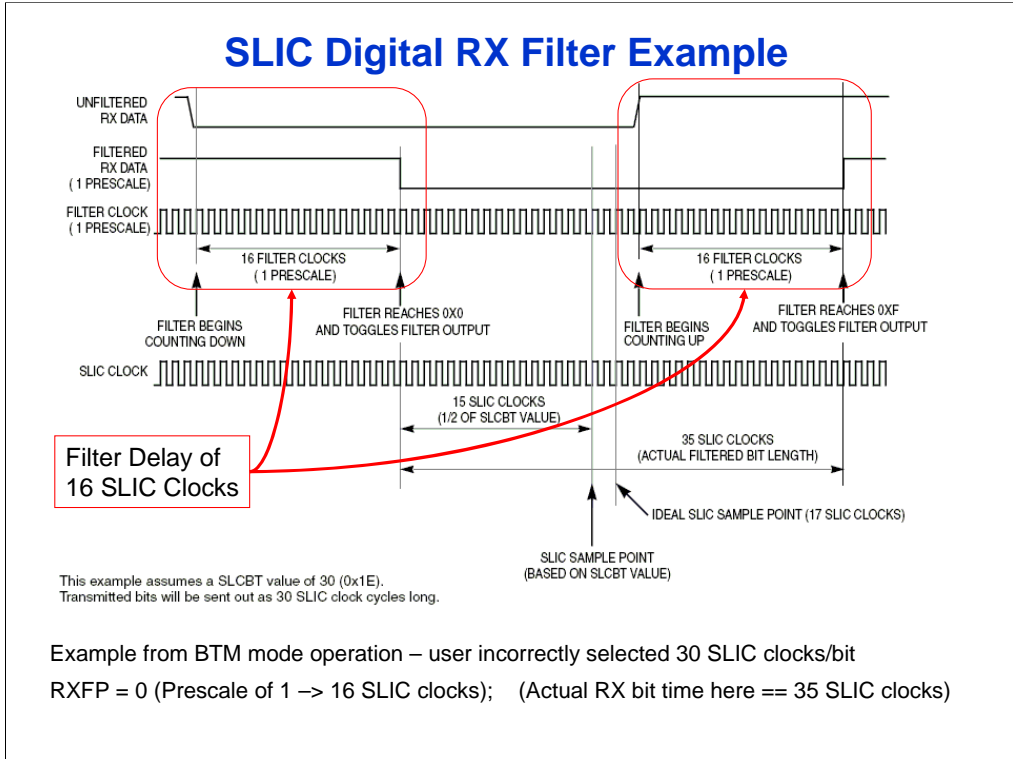 SLIC Digital RX Filter Example
UNFILTERED
RX DATA
FILTERED
RX DATA
( 1 PRESCALE)
FILTER CLOCK
( 1 PRESCALE)
16 FILTER CLOCKS
( 1 PRESCALE)
16 FILTER CLOCKS
( 1 PRESCALE)
FILTER BEGINS
COUNTING DOWN
FILTER REACHES 0X0
AND TOGGLES FILTER OUTPUT
FILTER BEGINS
COUNTING UP
FILTER REACHES 0XF
AND TOGGLES FILTER OUTPUT
SLIC CLOCK
15 SLIC CLOCKS
(1/2 OF SLCBT VALUE)
35 SLIC CLOCKS
(ACTUAL FILTERED BIT LENGTH)
Filter Delay of
16 SLIC Clocks
IDEAL SLIC SAMPLE POINT (17 SLIC CLOCKS)
SLIC SAMPLE POINT
(BASED ON SLCBT VALUE)
This example assumes a SLCBT value of 30 (0x1E).
Transmitted bits will be sent out as 30 SLIC clock cycles long.
Example from BTM mode operation – user incorrectly selected 30 SLIC clocks/bit
RXFP = 0 (Prescale of 1 –> 16 SLIC clocks); (Actual RX bit time here == 35 SLIC clocks)